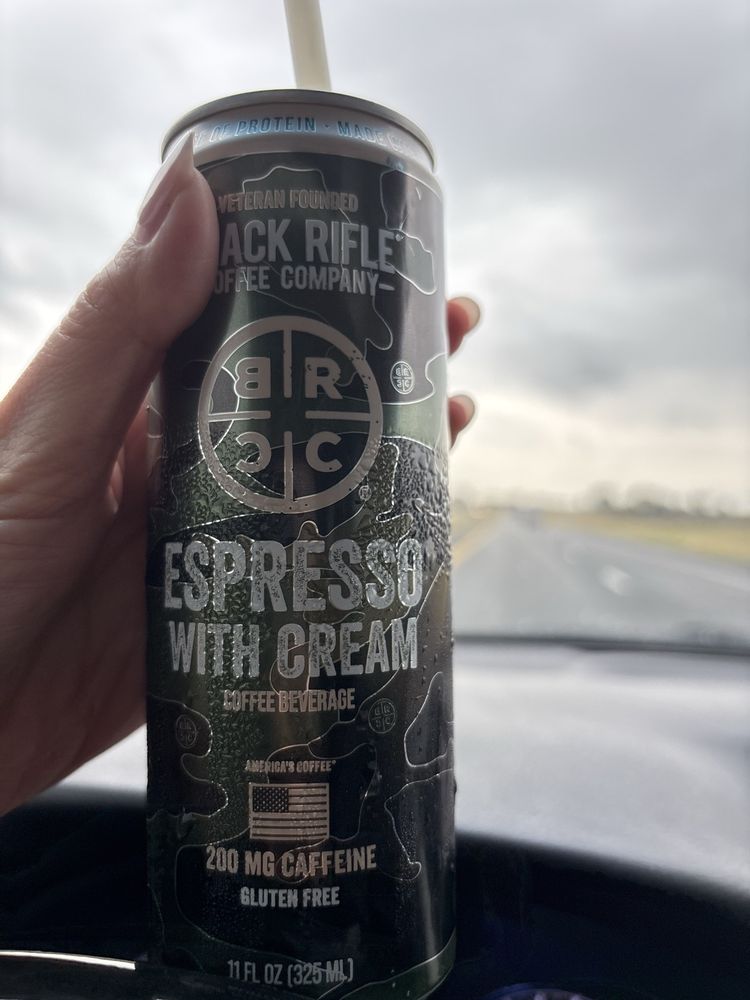 OF PROTEIN · MADE
VETERAN FOUNDED
ACK RIFLE®
OFFEE COMPANY—
B R
C C
ESPRESSO
WITH CREAM
COFFEE BEVERAGE
AMERICA'S COFFEE®
200 MG CAFFEINE
GLUTEN FREE
11 FL OZ (325 ML)